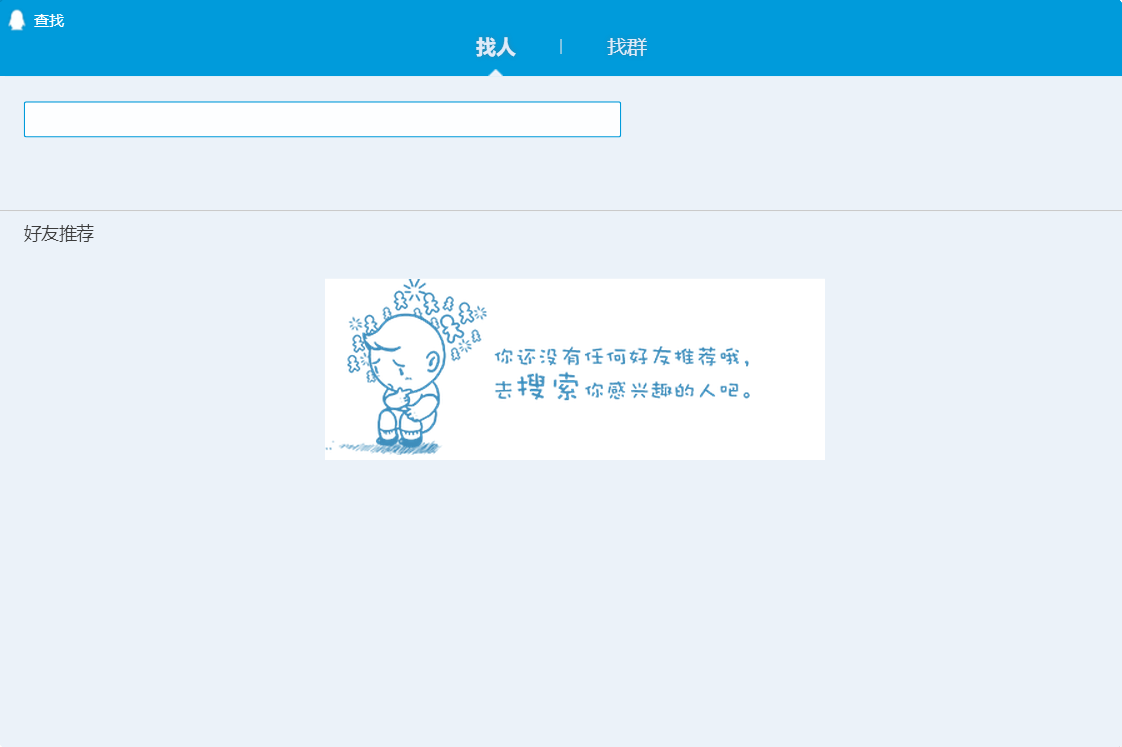 查找
找人 | 找群
好友推荐
你还没有任何好友推荐哦，
去搜索你感兴趣的人吧。